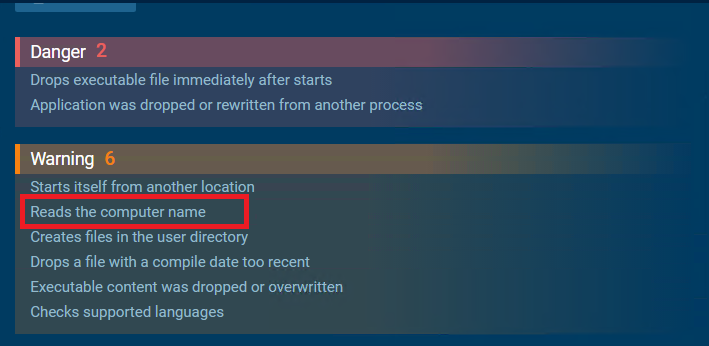 Danger 2
Drops executable file immediately after starts
Application was dropped or rewritten from another process
Warning 6
Starts itself from another location
Reads the computer name
Creates files in the user directory
Drops a file with a compile date too recent
Executable content was dropped or overwritten
Checks supported languages